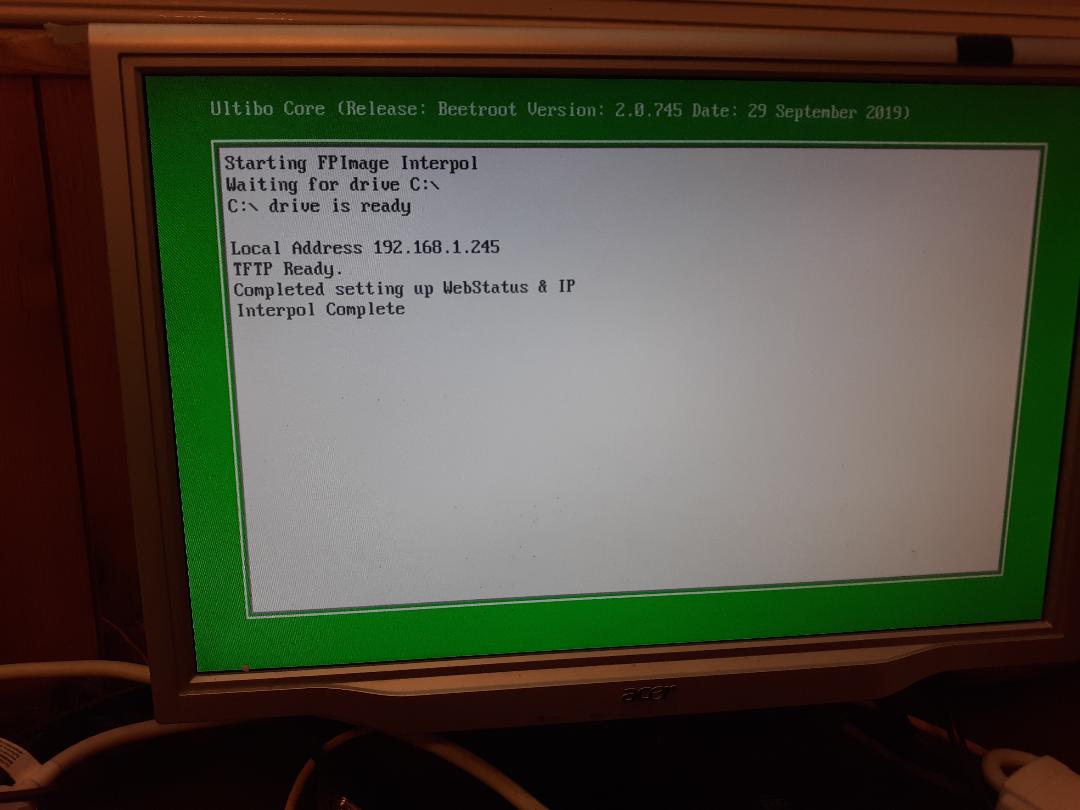 Ultibo Core (Release: Beetroot Version: 2.0.745 Date: 29 September 2019)
Starting FPImage Interpol
Waiting for drive C:\
C:\ drive is ready
Local Address 192.168.1.245
TFTP Ready.
Completed setting up WebStatus & IP
Interpol Complete
acer